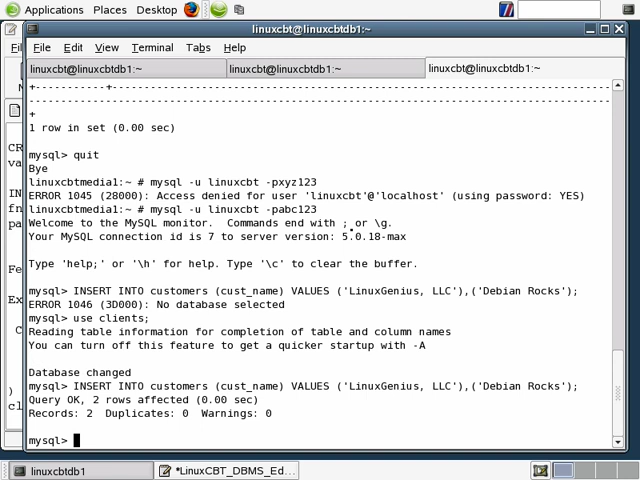 Applications Places Desktop
linuxcbt@linuxcbtdb1:~
File Edit View Terminal Tabs Help
linuxcbt@linuxcbtdb1:~ linuxcbt@linuxcbtdb1:~ linuxcbt@linuxcbtdb1:~
+-----------+------------------------------------------------------------------------------
-------------------------------------------------------------------------------------------
+
1 row in set (0.00 sec)
mysql> quit
Bye
linuxcbtmedia1:~ # mysql -u linuxcbt -pxyz123
ERROR 1045 (28000): Access denied for user 'linuxcbt'@'localhost' (using password: YES)
linuxcbtmedia1:~ # mysql -u linuxcbt -pabc123
Welcome to the MySQL monitor.  Commands end with ; or \g.
Your MySQL connection id is 7 to server version: 5.0.18-max
Type 'help;' or '\h' for help. Type '\c' to clear the buffer.
mysql> INSERT INTO customers (cust_name) VALUES ('LinuxGenius, LLC'),('Debian Rocks');
ERROR 1046 (3D000): No database selected
mysql> use clients;
Reading table information for completion of table and column names
You can turn off this feature to get a quicker startup with -A
Database changed
mysql> INSERT INTO customers (cust_name) VALUES ('LinuxGenius, LLC'),('Debian Rocks');
Query OK, 2 rows affected (0.00 sec)
Records: 2  Duplicates: 0  Warnings: 0
mysql>
linuxcbtdb1 *LinuxCBT_DBMS_Ed...